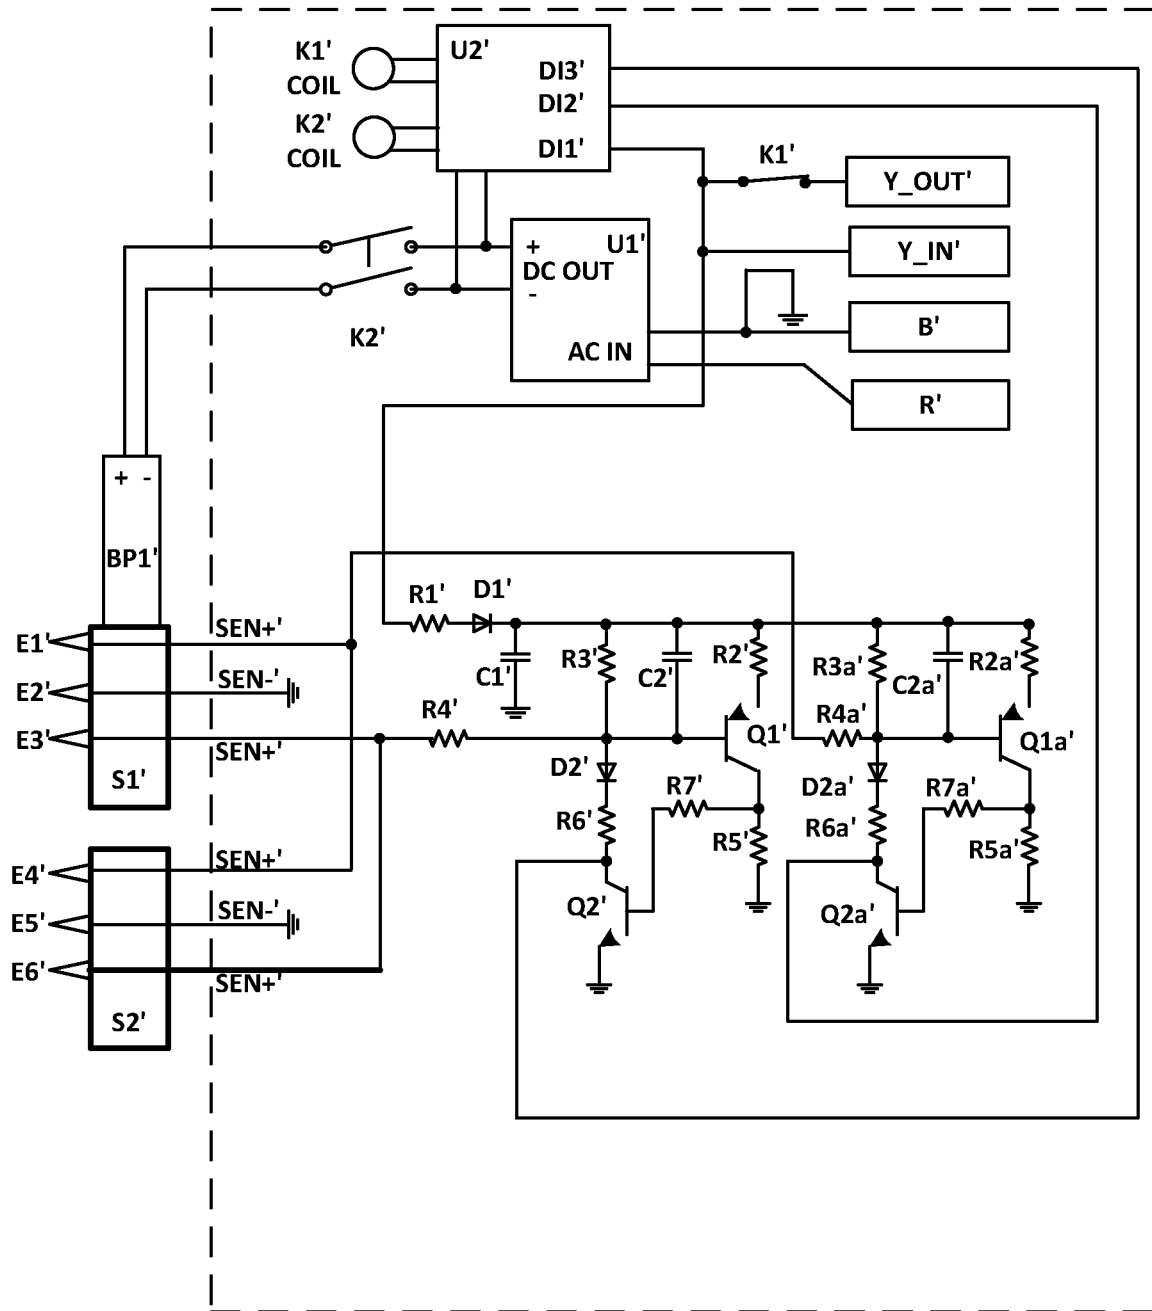 K1'
COIL
U2'
DI3'
DI2'
K2'
COIL
DI1'
K1'
Y_OUT'
+
U1'
DC OUT
-
Y_IN'
K2'
B'
AC IN
R'
+ -
BP1'
R1' D1'
E1'
SEN+'
R3'
C1'
C2'
R2'
R3a'
C2a'
R2a'
E2'
SEN-'
R4'
R4a'
E3'
SEN+'
Q1'
Q1a'
S1'
D2'
R7'
D2a'
R7a'
R6'
R5'
R6a'
R5a'
E4'
SEN+'
E5'
SEN-'
Q2'
Q2a'
E6'
SEN+'
S2'